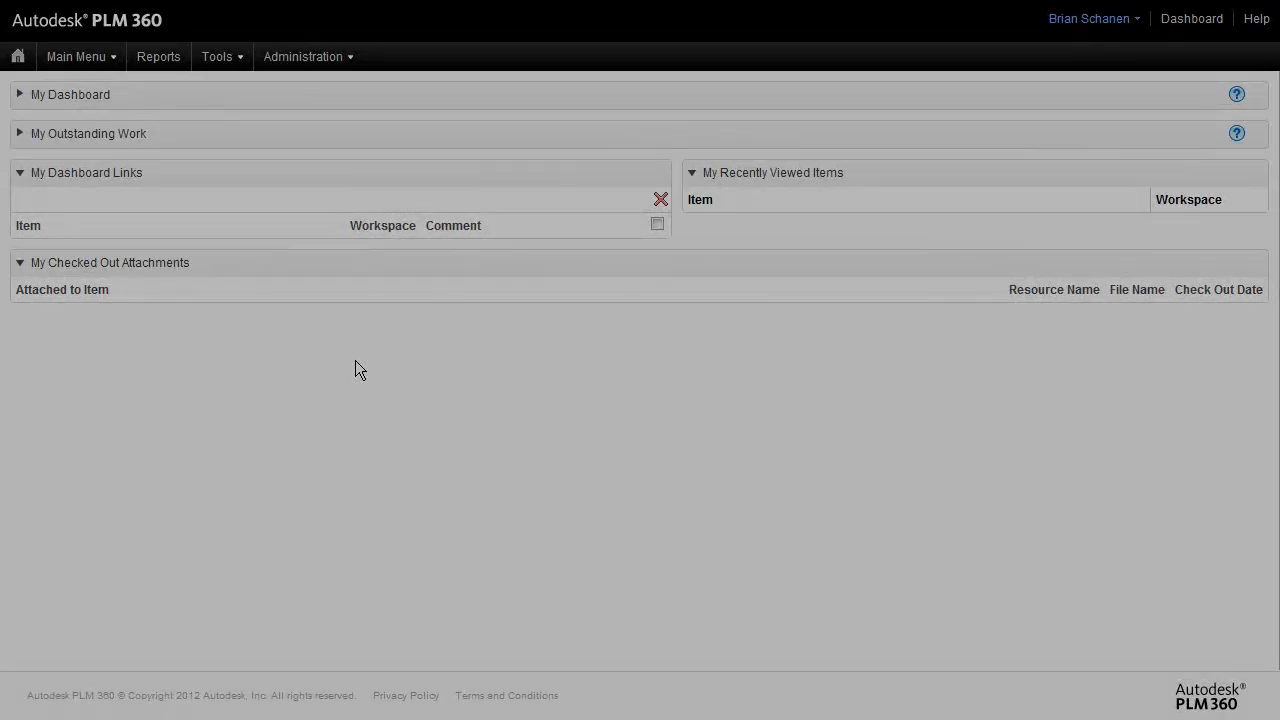 Autodesk® PLM 360
Brian Schanen Dashboard Help
Main Menu Reports Tools Administration
My Dashboard
My Outstanding Work
My Dashboard Links
My Recently Viewed Items
Item Workspace
Item Workspace Comment
My Checked Out Attachments
Attached to Item Resource Name File Name Check Out Date
Autodesk PLM 360 © Copyright 2012 Autodesk, Inc. All rights reserved. Privacy Policy Terms and Conditions
Autodesk®
PLM 360